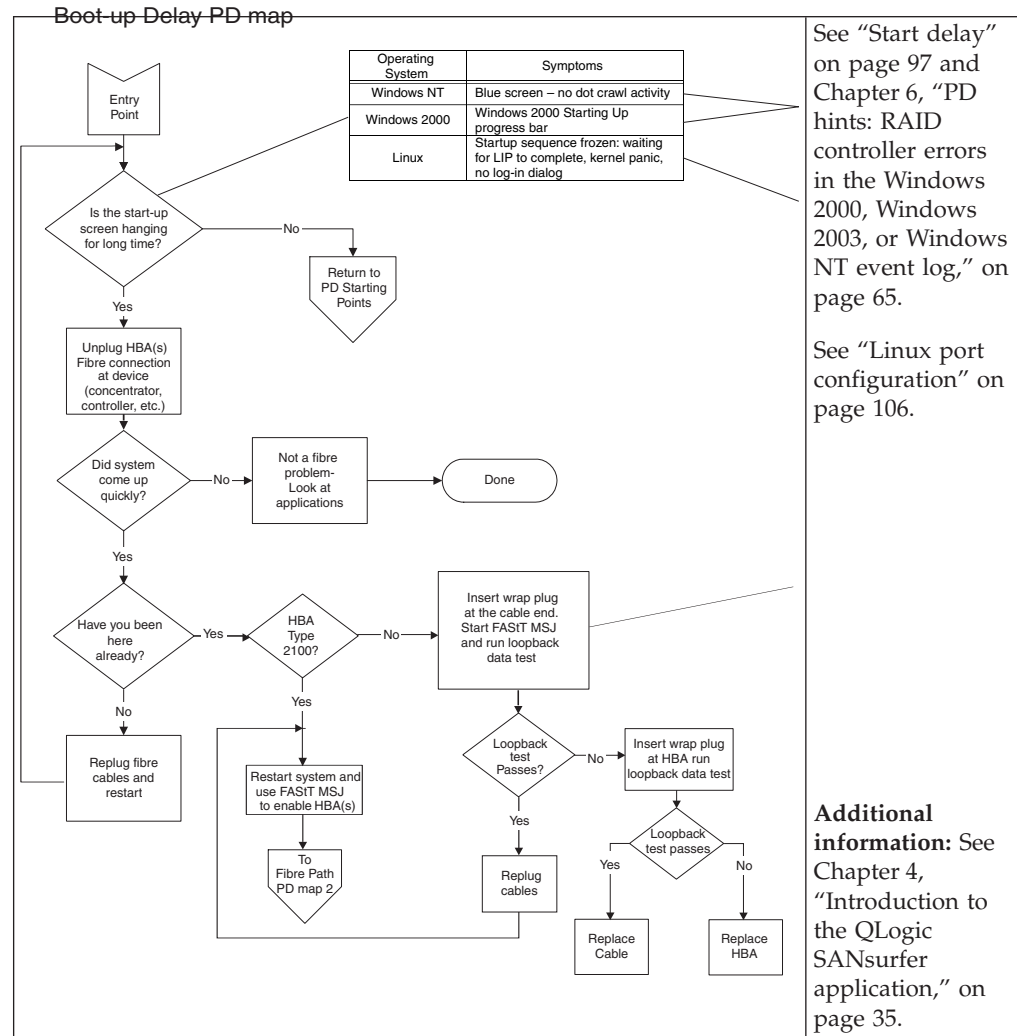 Boot-up Delay PD map
Entry
Point
Operating
System
Symptoms
Windows NT
Blue screen – no dot crawl activity
Windows 2000
Windows 2000 Starting Up
progress bar
Linux
Startup sequence frozen: waiting
for LIP to complete, kernel panic,
no log-in dialog
Is the start-up
screen hanging
for long time?
No
Return to
PD Starting
Points
Yes
Unplug HBA(s)
Fibre connection
at device
(concentrator,
controller, etc.)
Did system
come up
quickly?
No
Not a fibre
problem-
Look at
applications
Done
Yes
Have you been
here
already?
Yes
HBA
Type
2100?
No
Insert wrap plug
at the cable end.
Start FAStT MSJ
and run loopback
data test
No
Replug fibre
cables and
restart
Yes
Restart system and
use FAStT MSJ
to enable HBA(s)
To
Fibre Path
PD map 2
Loopback
test
Passes?
No
Insert wrap plug
at HBA run
loopback data test
Yes
Replug
cables
Loopback
test passes
Yes
No
Replace
Cable
Replace
HBA
See “Start delay”
on page 97 and
Chapter 6, “PD
hints: RAID
controller errors
in the Windows
2000, Windows
2003, or Windows
NT event log,” on
page 65.
See “Linux port
configuration” on
page 106.
Additional
information: See
Chapter 4,
“Introduction to
the QLogic
SANsurfer
application,” on
page 35.